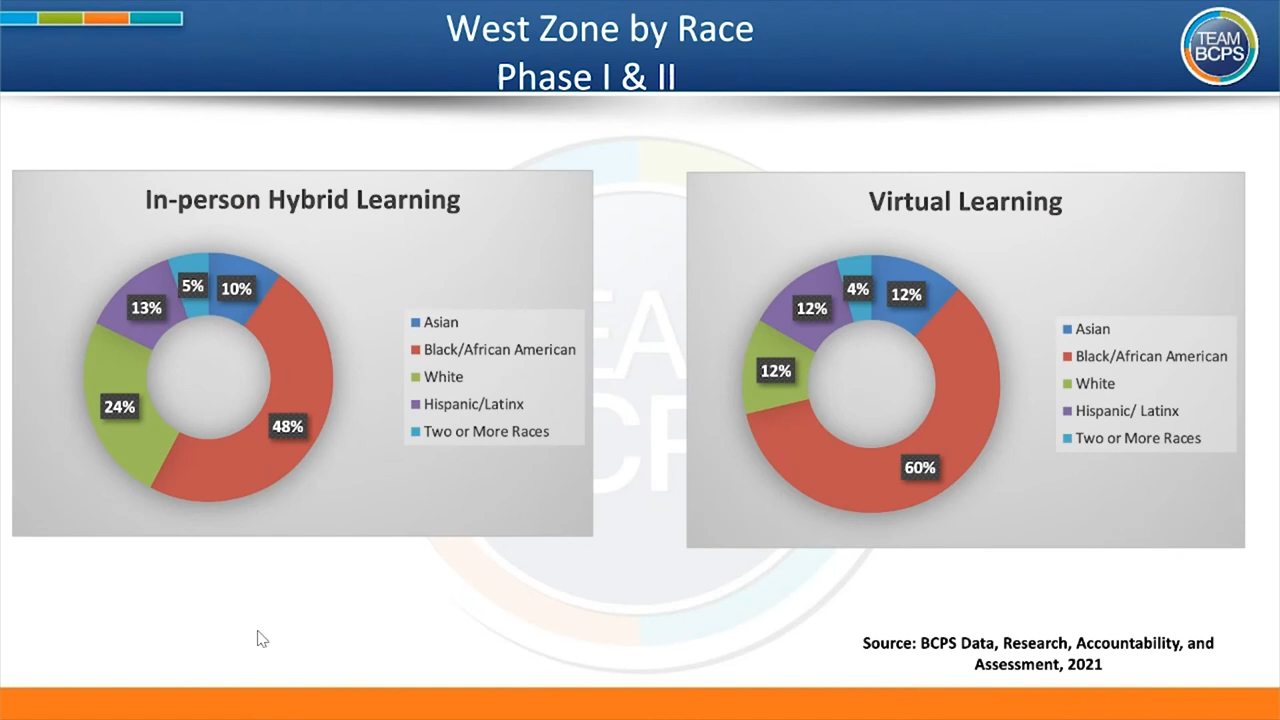 West Zone by Race
Phase I & II
TEAM
BCPS
In-person Hybrid Learning
5%
10%
13%
24%
48%
Asian
Black/African American
White
Hispanic/Latinx
Two or More Races
Virtual Learning
4%
12%
12%
12%
60%
Asian
Black/African American
White
Hispanic/ Latinx
Two or More Races
Source: BCPS Data, Research, Accountability, and
Assessment, 2021